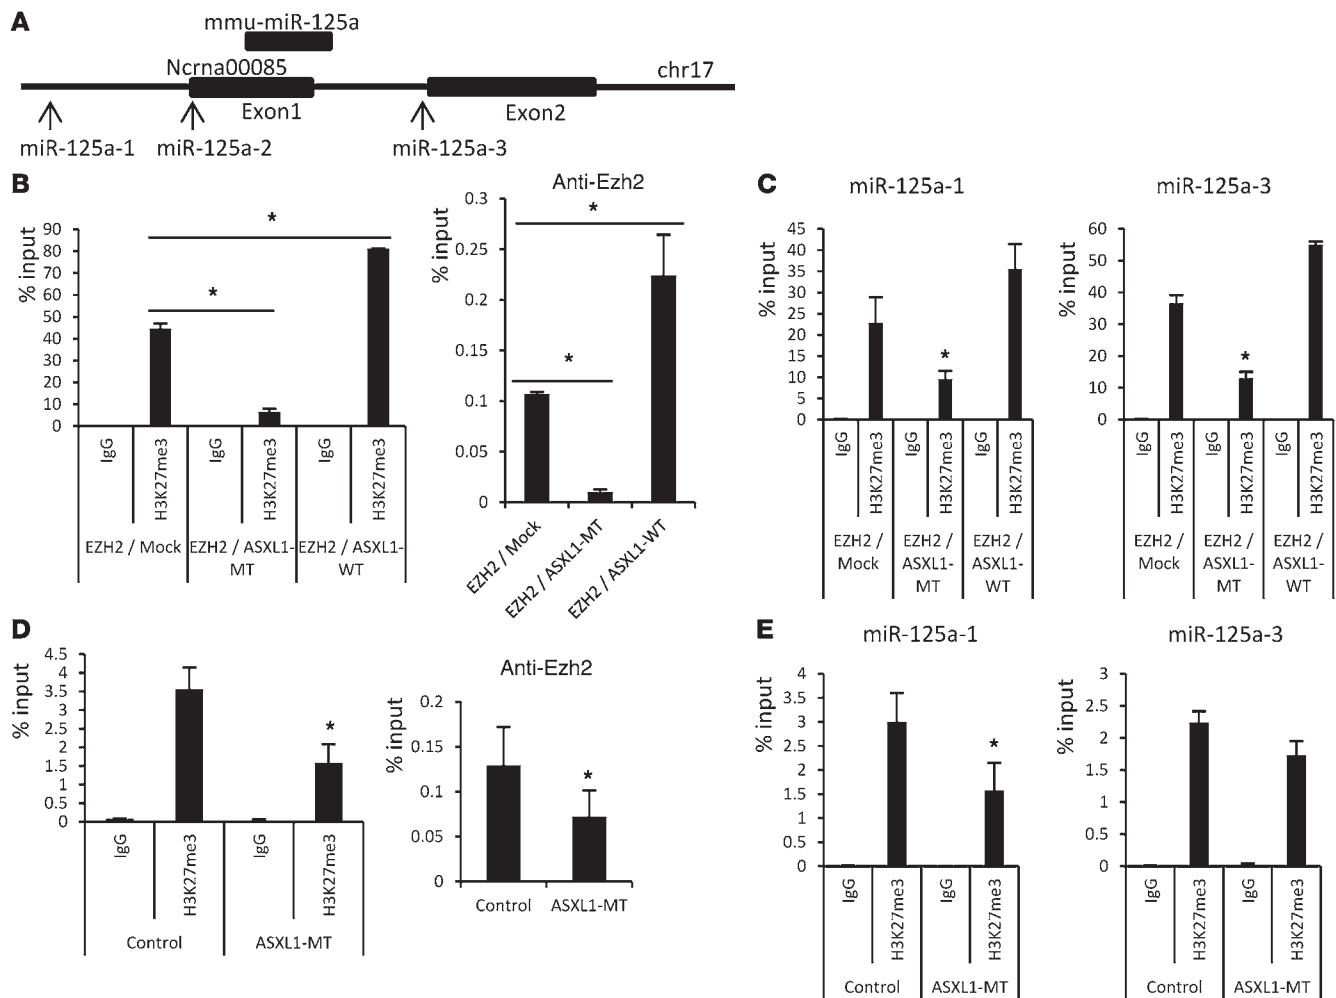 A
mmu-miR-125a
Ncrna00085
chr17
Exon1
Exon2
miR-125a-1
miR-125a-2
miR-125a-3
B
% input
90
80
70
60
50
40
30
20
10
0
*
*
IgG
H3K27me3
IgG
H3K27me3
IgG
H3K27me3
EZH2 / Mock
EZH2 / ASXL1-
MT
EZH2 / ASXL1-
WT
Anti-Ezh2
% input
0.3
0.25
0.2
0.15
0.1
0.05
0
*
*
EZH2 / Mock
EZH2 / ASXL1-MT
EZH2 / ASXL1-WT
C
miR-125a-1
% input
45
40
35
30
25
20
15
10
5
0
*
IgG
H3K27me3
IgG
H3K27me3
IgG
H3K27me3
EZH2 /
Mock
EZH2 /
ASXL1-
MT
EZH2 /
ASXL1-
WT
miR-125a-3
% input
60
50
40
30
20
10
0
*
IgG
H3K27me3
IgG
H3K27me3
IgG
H3K27me3
EZH2 /
Mock
EZH2 /
ASXL1-
MT
EZH2 /
ASXL1-
WT
D
% input
4.5
4
3.5
3
2.5
2
1.5
1
0.5
0
*
IgG
H3K27me3
IgG
H3K27me3
Control
ASXL1-MT
Anti-Ezh2
% input
0.2
0.15
0.1
0.05
0
*
Control
ASXL1-MT
E
miR-125a-1
% input
4
3.5
3
2.5
2
1.5
1
0.5
0
*
IgG
H3K27me3
IgG
H3K27me3
Control
ASXL1-MT
miR-125a-3
% input
3
2.5
2
1.5
1
0.5
0
IgG
H3K27me3
IgG
H3K27me3
Control
ASXL1-MT